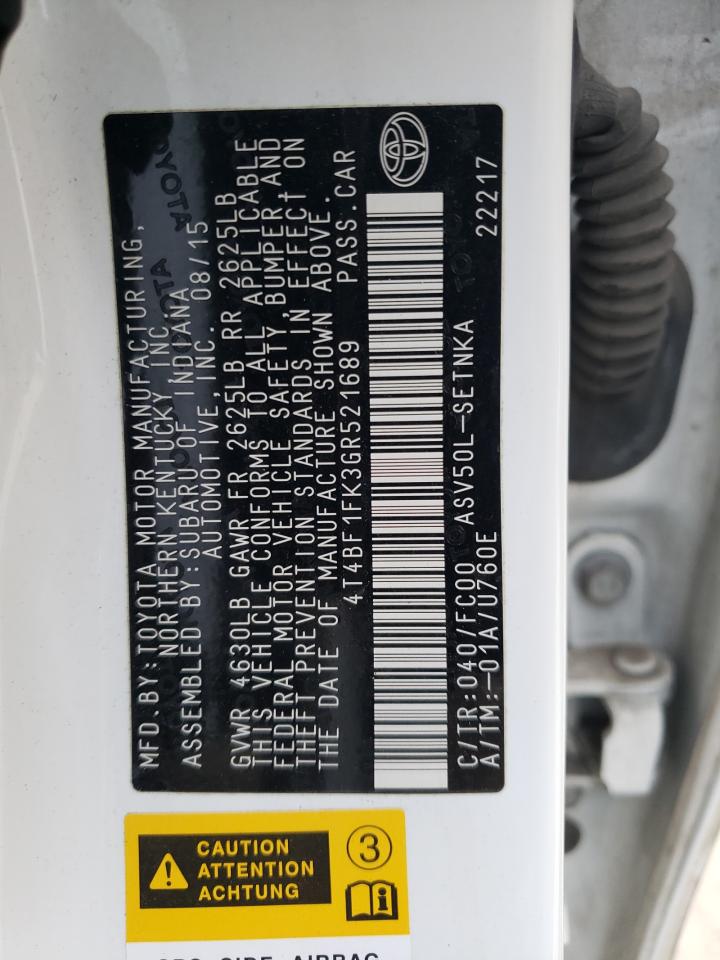 MFD.BY:TOYOTA MOTOR MANUFACTURING,
NORTHERN KENTUCKY INC.
ASSEMBLED BY:SUBARU OF INDIANA
AUTOMOTIVE,INC. 08/15
GVWR 4630LB GAWR FR 2625LB RR 2625LB
THIS VEHICLE CONFORMS TO ALL APPLICABLE
FEDERAL MOTOR VEHICLE SAFETY,BUMPER,AND
THEFT PREVENTION STANDARDS IN EFFECT ON
THE DATE OF MANUFACTURE SHOWN ABOVE.
4T4BF1FK3GR521689 PASS.CAR
C/TR:040/FC00 ASV50L-SETNKA
A/TM:-01A/U760E 22217
CAUTION
ATTENTION
ACHTUNG
3
SIDE AIRBAG